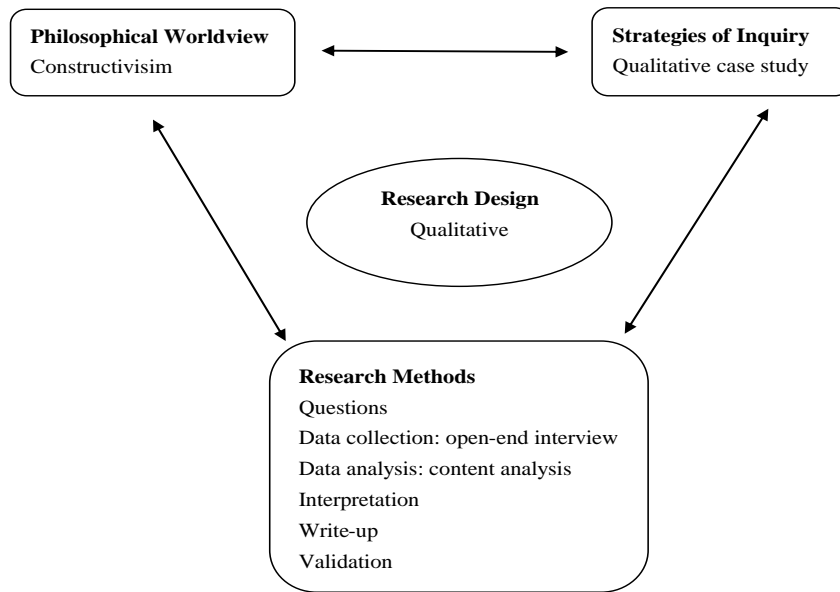 Philosophical Worldview
Constructivisim
Strategies of Inquiry
Qualitative case study
Research Design
Qualitative
Research Methods
Questions
Data collection: open-end interview
Data analysis: content analysis
Interpretation
Write-up
Validation